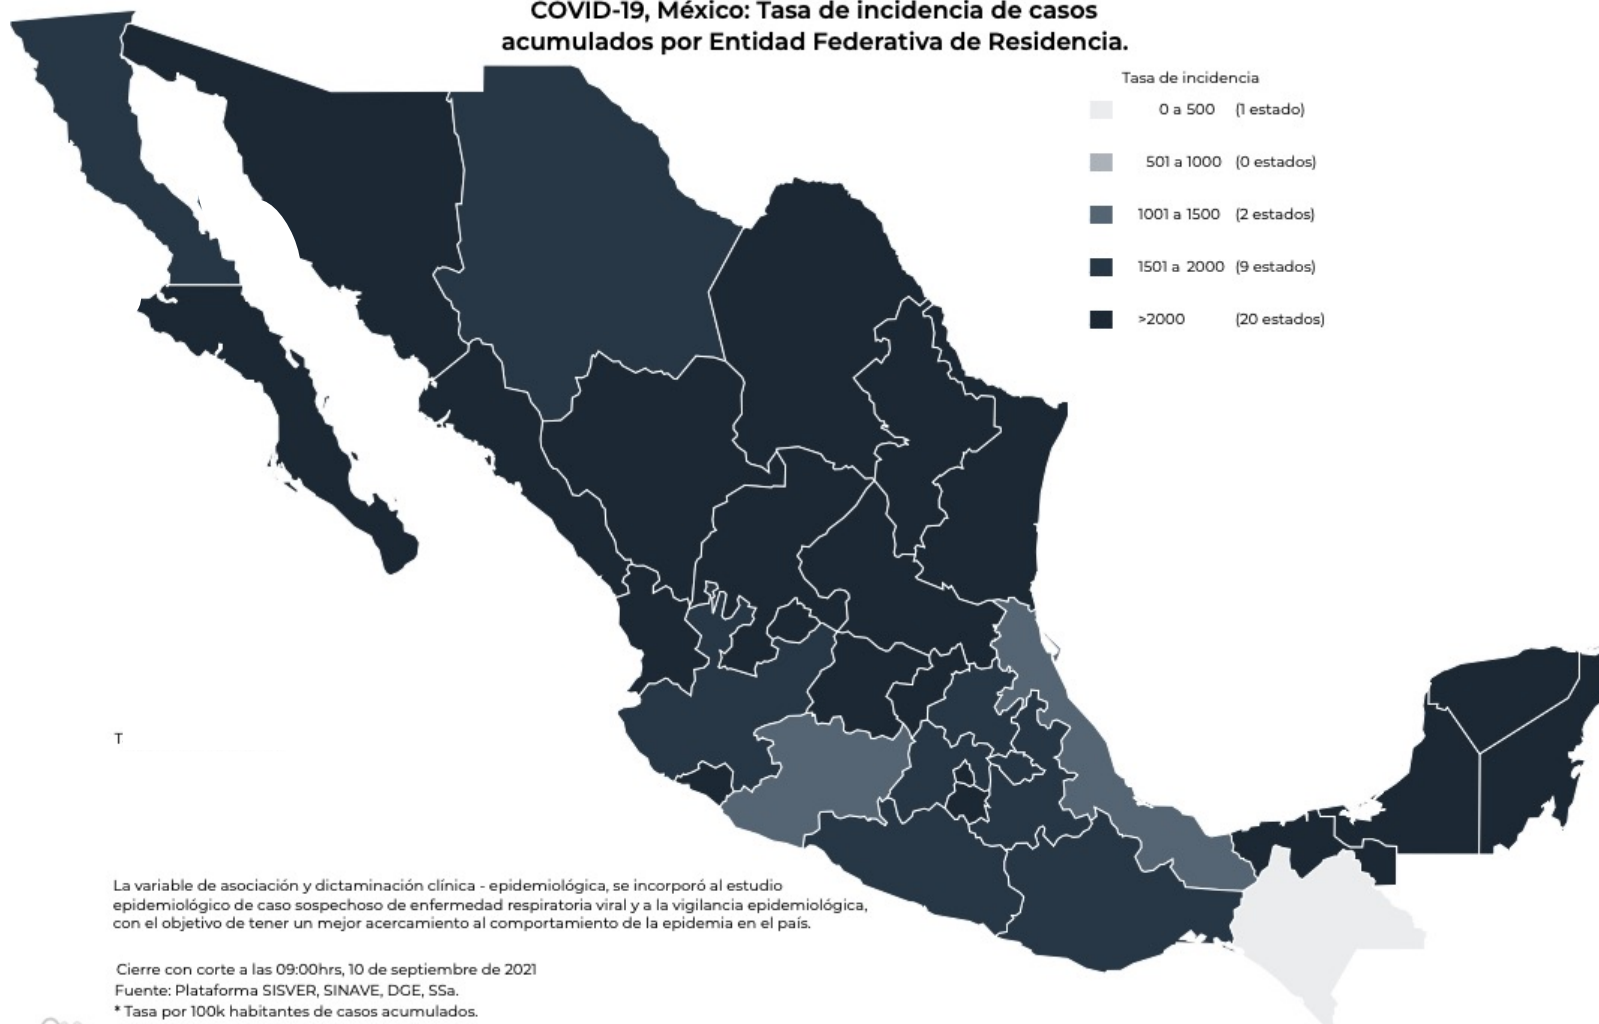 COVID-19, México: Tasa de incidencia de casos
acumulados por Entidad Federativa de Residencia.
Tasa de incidencia
0 a 500 (1 estado)
501 a 1000 (0 estados)
1001 a 1500 (2 estados)
1501 a 2000 (9 estados)
>2000 (20 estados)
T
La variable de asociación y dictaminación clínica - epidemiológica, se incorporó al estudio
epidemiológico de caso sospechoso de enfermedad respiratoria viral y a la vigilancia epidemiológica,
con el objetivo de tener un mejor acercamiento al comportamiento de la epidemia en el país.
Cierre con corte a las 09:00hrs, 10 de septiembre de 2021
Fuente: Plataforma SISVER, SINAVE, DGE, SSa.
* Tasa por 100k habitantes de casos acumulados.